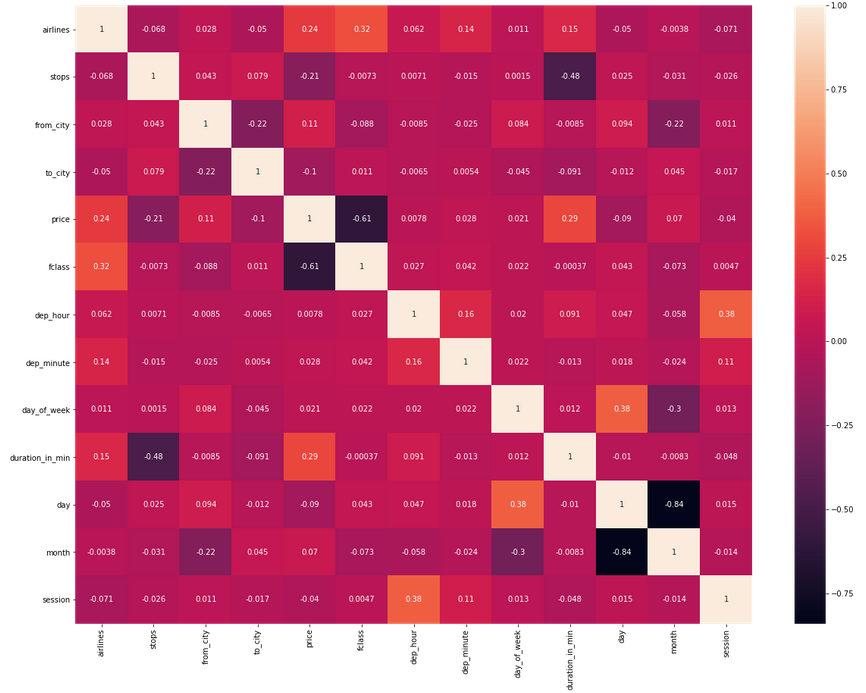 airlines 1 -0.068 0.028 -0.05 0.24 0.32 0.062 0.14 0.011 0.15 -0.05 -0.0038 -0.071
stops -0.068 1 0.043 0.079 -0.21 -0.0073 0.0071 -0.015 0.0015 -0.48 0.025 -0.031 -0.026
from_city 0.028 0.043 1 -0.22 0.11 -0.088 -0.0085 -0.025 0.084 -0.0085 0.094 -0.22 0.011
to_city -0.05 0.079 -0.22 1 -0.1 0.011 -0.0065 0.0054 -0.045 -0.091 -0.012 0.045 -0.017
price 0.24 -0.21 0.11 -0.1 1 -0.61 0.0078 0.028 0.021 0.29 -0.09 0.07 -0.04
fclass 0.32 -0.0073 -0.088 0.011 -0.61 1 0.027 0.042 0.022 -0.00037 0.043 -0.073 0.0047
dep_hour 0.062 0.0071 -0.0085 -0.0065 0.0078 0.027 1 0.16 0.02 0.091 0.047 -0.058 0.38
dep_minute 0.14 -0.015 -0.025 0.0054 0.028 0.042 0.16 1 0.022 -0.013 0.018 -0.024 0.11
day_of_week 0.011 0.0015 0.084 -0.045 0.021 0.022 0.02 0.022 1 0.012 0.38 -0.3 0.013
duration_in_min 0.15 -0.48 -0.0085 -0.091 0.29 -0.00037 0.091 -0.013 0.012 1 -0.01 -0.0083 -0.048
day -0.05 0.025 0.094 -0.012 -0.09 0.043 0.047 0.018 0.38 -0.01 1 -0.84 0.015
month -0.0038 -0.031 -0.22 0.045 0.07 -0.073 -0.058 -0.024 -0.3 -0.0083 -0.84 1 -0.014
session -0.071 -0.026 0.011 -0.017 -0.04 0.0047 0.38 0.11 0.013 -0.048 0.015 -0.014 1
airlines stops from_city to_city price fclass dep_hour dep_minute day_of_week duration_in_min day month session
1.00
0.75
0.50
0.25
0.00
-0.25
-0.50
-0.75